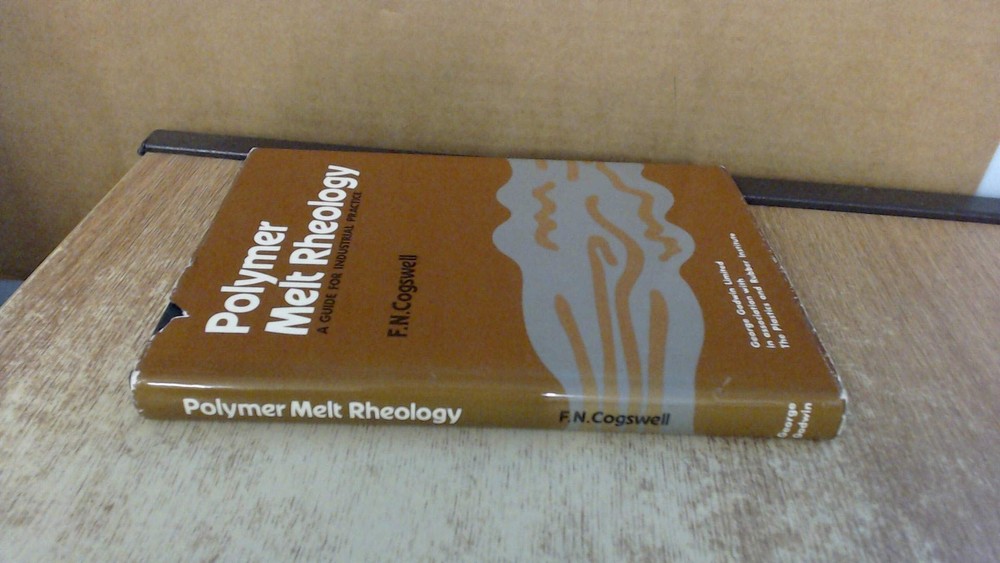 Polymer
Melt Rheology
A GUIDE FOR INDUSTRIAL PRACTICE
F.N.Cogswell
George Godwin Limited
in association with
The Plastics and Rubber Institute
Polymer Melt Rheology
F.N.Cogswell
George
Godwin